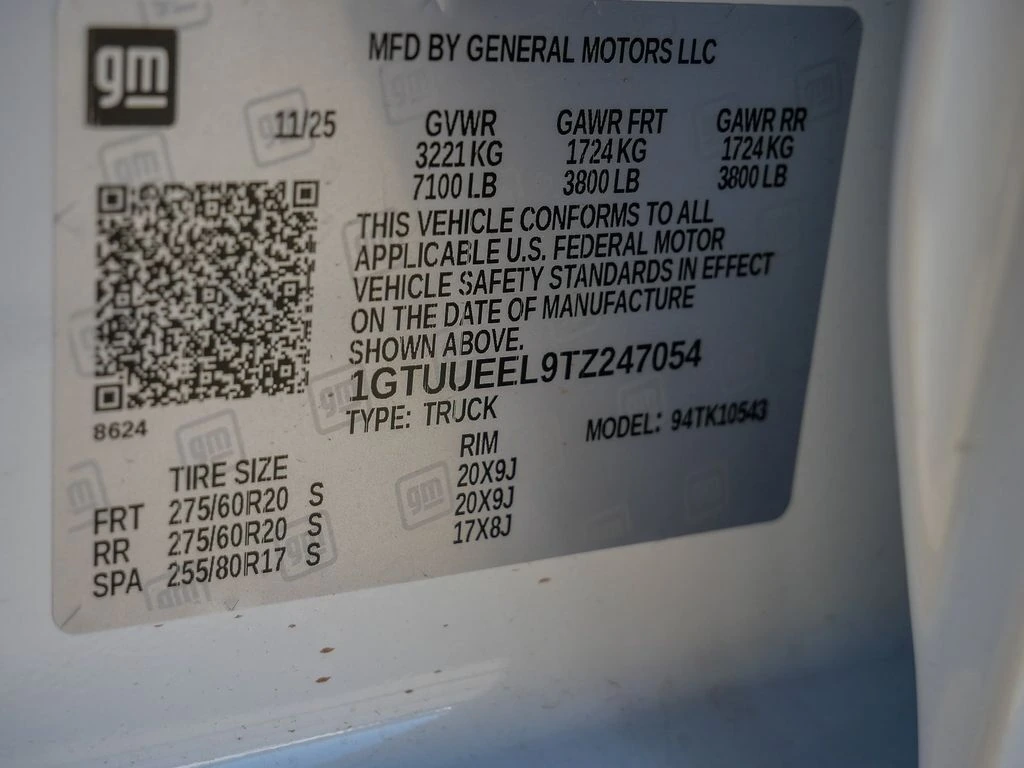 gm
MFD BY GENERAL MOTORS LLC
11/25 GVWR GAWR FRT GAWR RR
3221 KG 1724 KG 1724 KG
7100 LB 3800 LB 3800 LB
THIS VEHICLE CONFORMS TO ALL
APPLICABLE U.S. FEDERAL MOTOR
VEHICLE SAFETY STANDARDS IN EFFECT
ON THE DATE OF MANUFACTURE
SHOWN ABOVE.
1GTUUEEL9TZ247054
8624
TYPE: TRUCK MODEL: 94TK10543
TIRE SIZE RIM
FRT 275/60R20 S 20X9J
RR 275/60R20 S 20X9J
SPA 255/80R17 S 17X8J